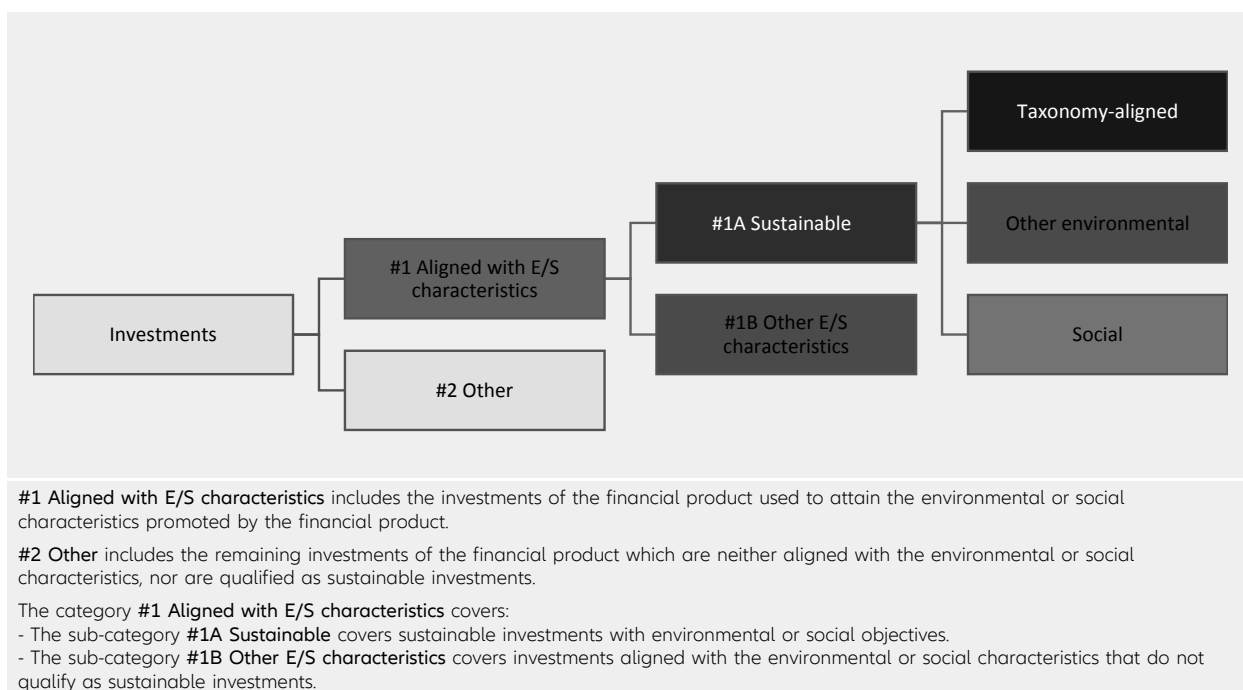 Taxonomy-aligned
#1A Sustainable
Other environmental
#1 Aligned with E/S
characteristics
Investments
#1B Other E/S
characteristics
Social
#2 Other
#1 Aligned with E/S characteristics includes the investments of the financial product used to attain the environmental or social
characteristics promoted by the financial product.
#2 Other includes the remaining investments of the financial product which are neither aligned with the environmental or social
characteristics, nor are qualified as sustainable investments.
The category #1 Aligned with E/S characteristics covers:
- The sub-category #1A Sustainable covers sustainable investments with environmental or social objectives.
- The sub-category #1B Other E/S characteristics covers investments aligned with the environmental or social characteristics that do not
qualify as sustainable investments.